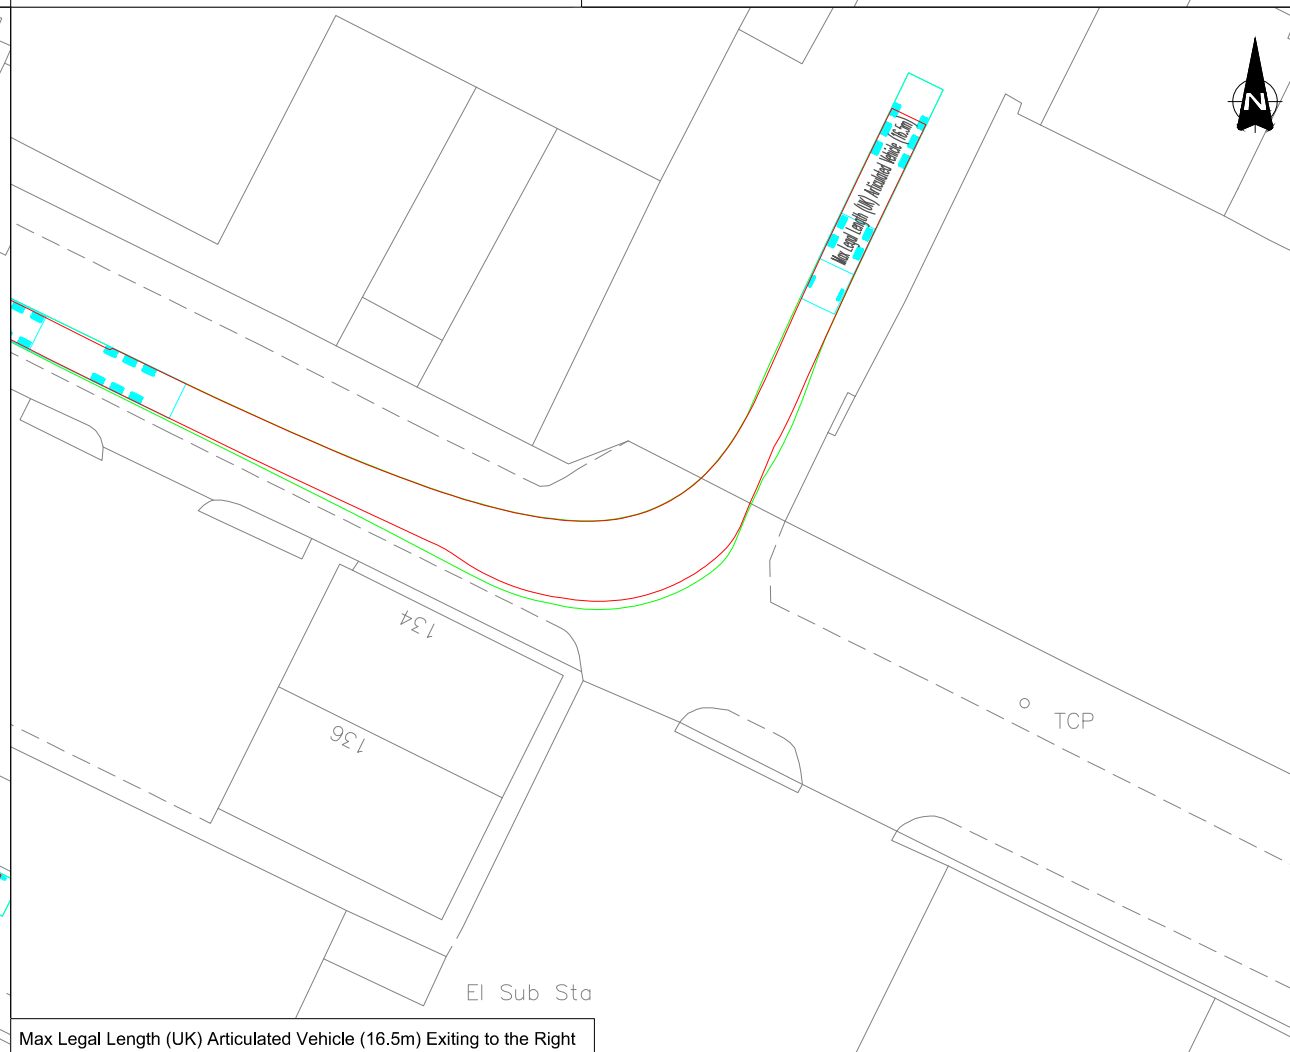 N
Max Legal Length (UK) Articulated Vehicle (16.5m)
134
136
TCP
El Sub Sta
Max Legal Length (UK) Articulated Vehicle (16.5m) Exiting to the Right